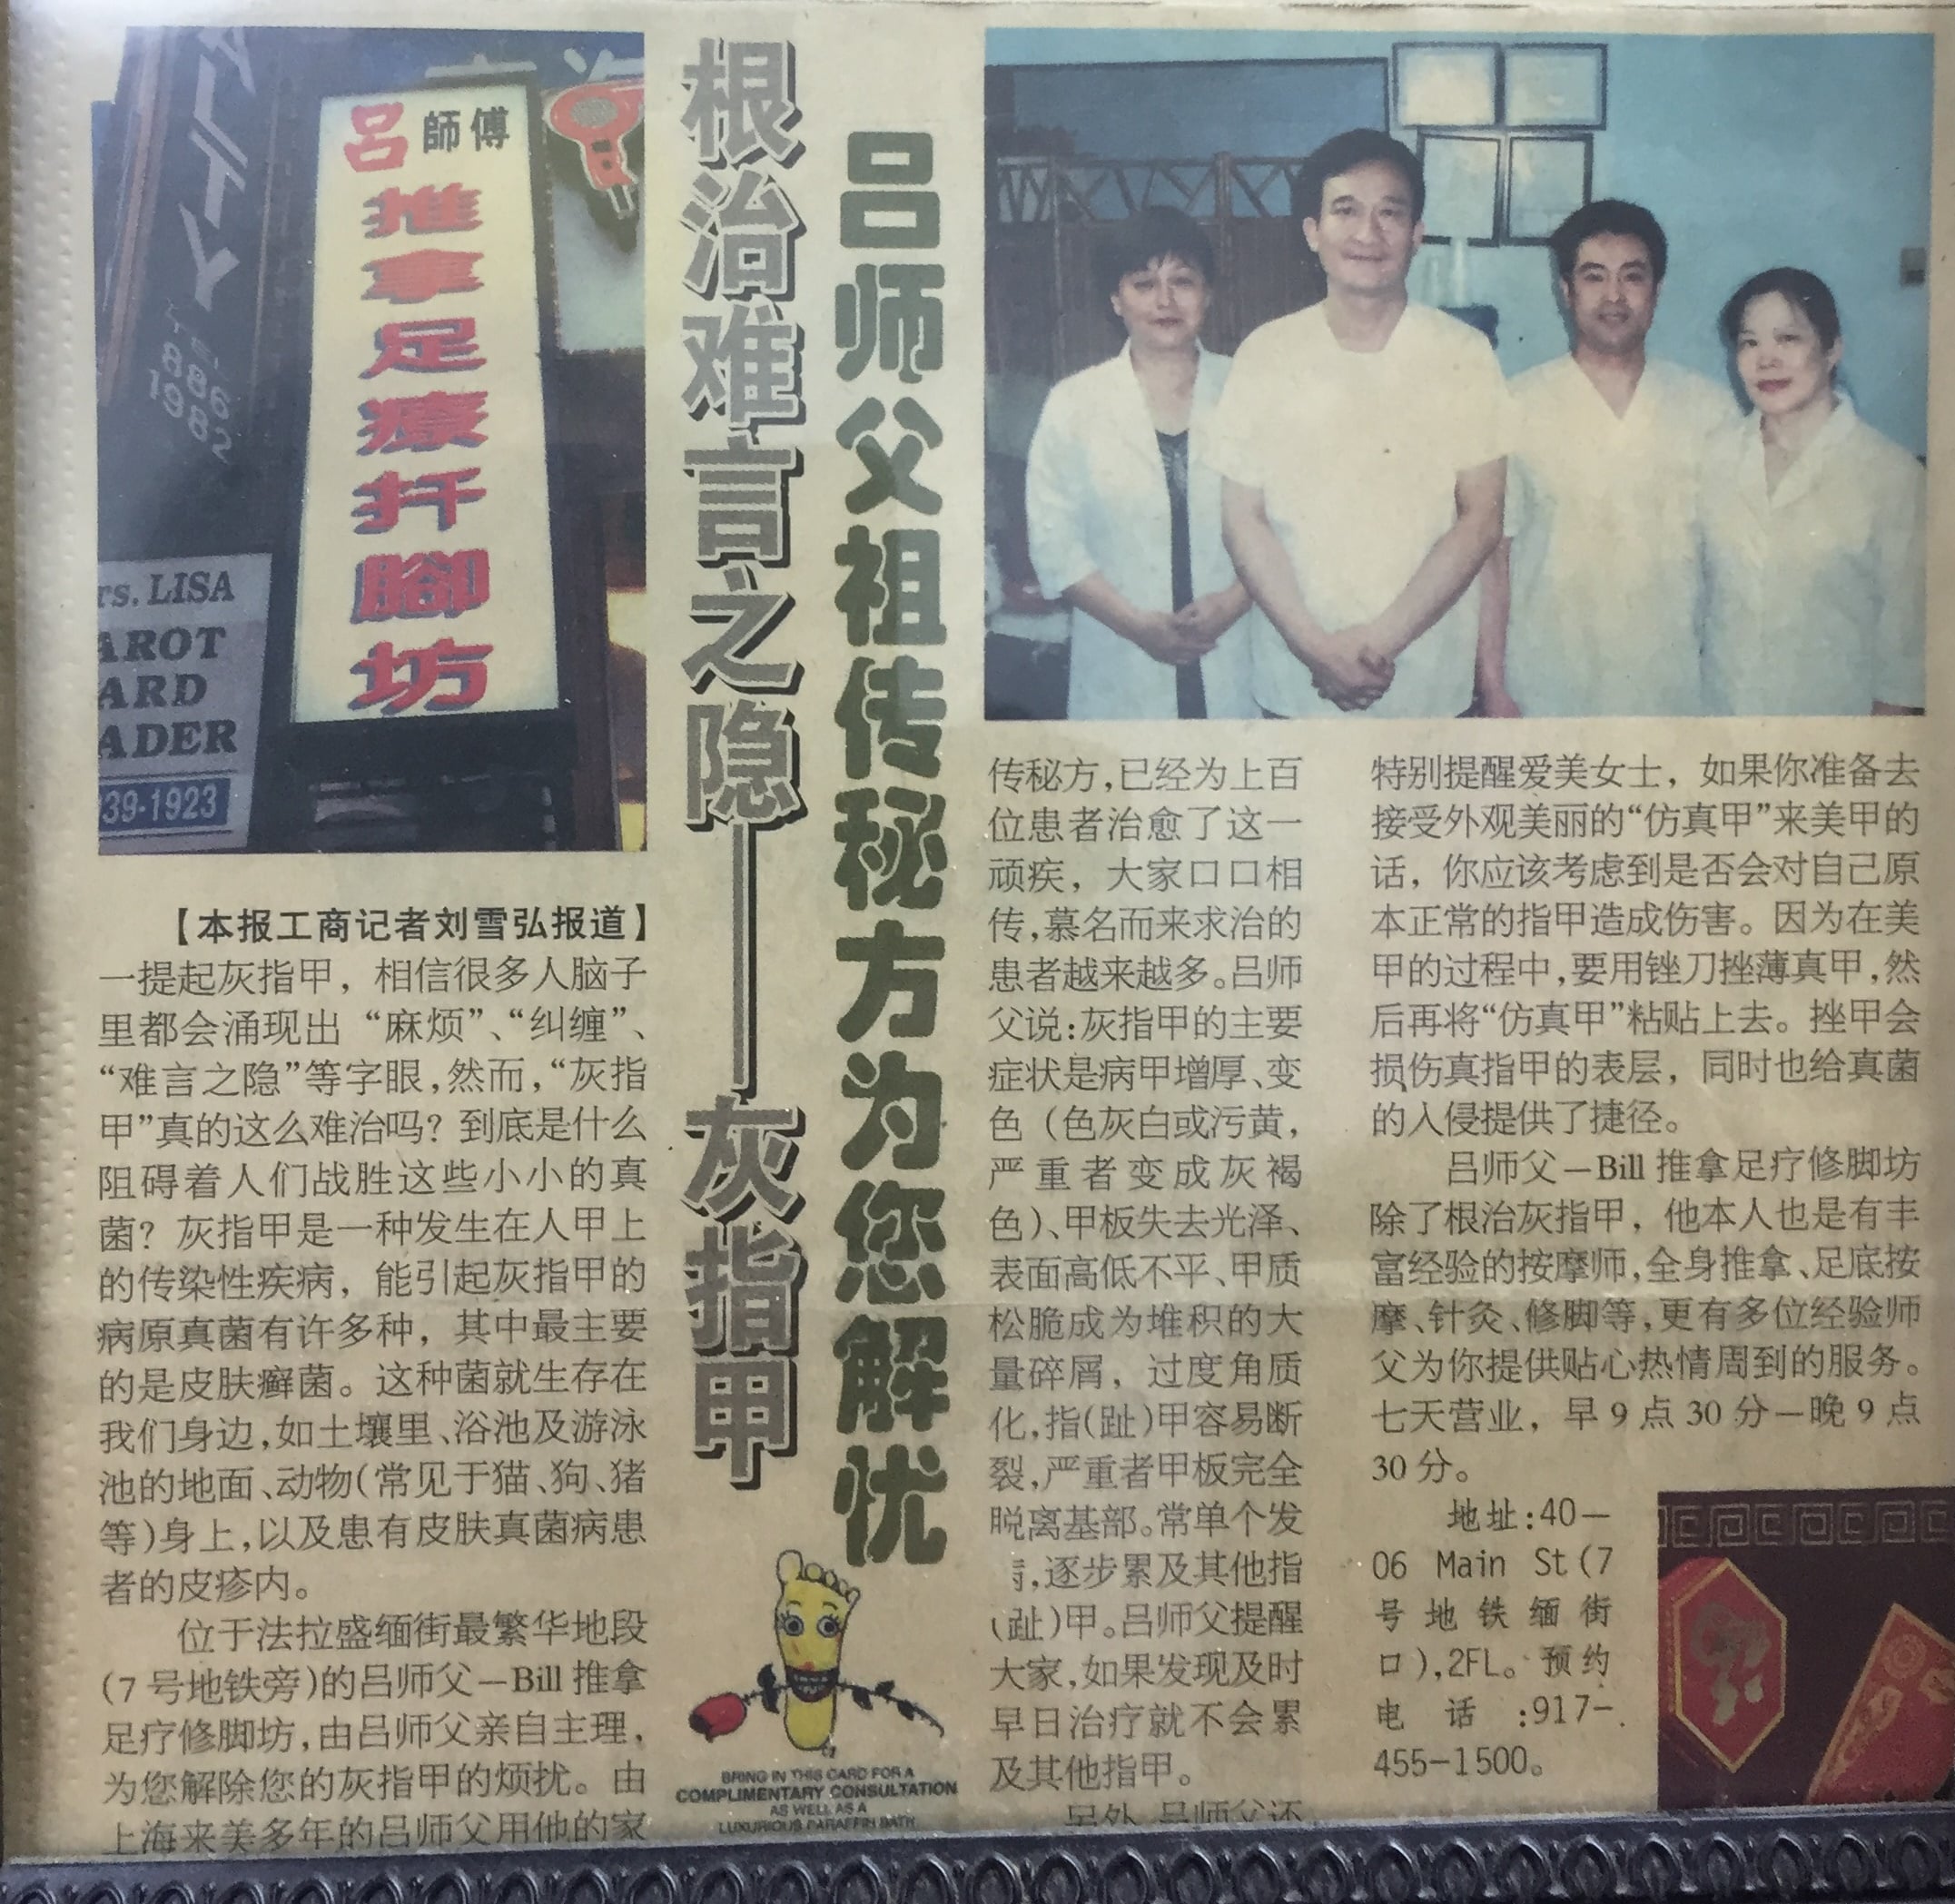 呂師傅
推拿足療扦腳坊
TEL
886
1982
rs. LISA
AROT
ARD
ADER
39-1923
根治难言之隐——灰指甲
吕师父祖传秘方为您解忧
【本报工商记者刘雪弘报道】
一提起灰指甲，相信很多人脑子
里都会涌现出“麻烦”、“纠缠”、
“难言之隐”等字眼，然而，“灰指
甲”真的这么难治吗？到底是什么
阻碍着人们战胜这些小小的真
菌？灰指甲是一种发生在人甲上
的传染性疾病，能引起灰指甲的
病原真菌有许多种，其中最主要
的是皮肤癣菌。这种菌就生存在
我们身边，如土壤里、浴池及游泳
池的地面、动物(常见于猫、狗、猪
等)身上，以及患有皮肤真菌病患
者的皮疹内。
位于法拉盛缅街最繁华地段
(7号地铁旁)的吕师父—Bill推拿
足疗修脚坊，由吕师父亲自主理，
为您解除您的灰指甲的烦扰。由
上海来美多年的吕师父用他的家
传秘方，已经为上百
位患者治愈了这一
顽疾，大家口口相
传，慕名而来求治的
患者越来越多。吕师
父说：灰指甲的主要
症状是病甲增厚、变
色（色灰白或污黄，
严重者变成灰褐
色）、甲板失去光泽、
表面高低不平、甲质
松脆成为堆积的大
量碎屑，过度角质
化，指(趾)甲容易断
裂，严重者甲板完全
脱离基部。常单个发
，逐步累及其他指
(趾)甲。吕师父提醒
大家，如果发现及时
早日治疗就不会累
及其他指甲。
另外，吕师父还
特别提醒爱美女士，如果你准备去
接受外观美丽的“仿真甲”来美甲的
话，你应该考虑到是否会对自己原
本正常的指甲造成伤害。因为在美
甲的过程中，要用锉刀挫薄真甲，然
后再将“仿真甲”粘贴上去。挫甲会
损伤真指甲的表层，同时也给真菌
的入侵提供了捷径。
吕师父—Bill推拿足疗修脚坊
除了根治灰指甲，他本人也是有丰
富经验的按摩师，全身推拿、足底按
摩、针灸、修脚等，更有多位经验师
父为你提供贴心热情周到的服务。
七天营业，早9点30分—晚9点
30分。
地址：40—
06 Main St(7
号地铁缅街
口),2FL。预约
电话:917-
455-1500。
BRING IN THIS CARD FOR A
COMPLIMENTARY CONSULTATION
AS WELL AS A
LUXURIOUS PARAFFIN BATH